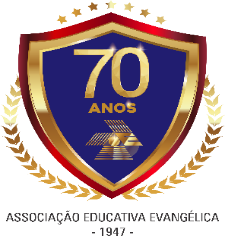 70
ANOS
ASSOCIAÇÃO EDUCATIVA EVANGÉLICA
- 1947 -